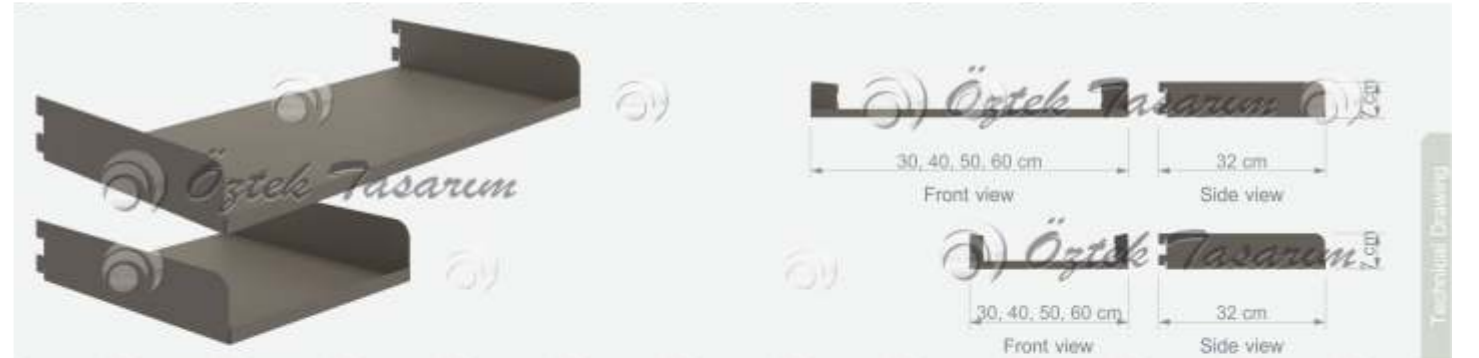 Öztek Tasarım
7 cm
30, 40, 50, 60 cm
32 cm
Front view
Side view
Öztek Tasarım
Öztek Tasarım
7 cm
30, 40, 50, 60 cm
32 cm
Front view
Side view
Technical Drawing